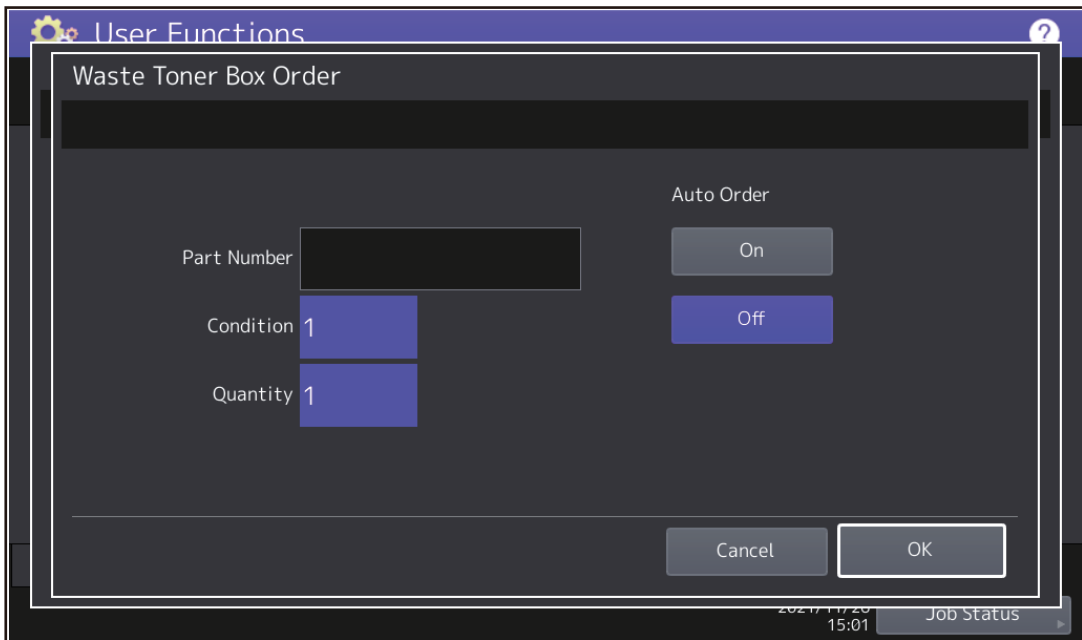 User Functions
?
Waste Toner Box Order
Auto Order
Part Number
On
Condition 1
Off
Quantity 1
Cancel
OK
15:01
Job Status